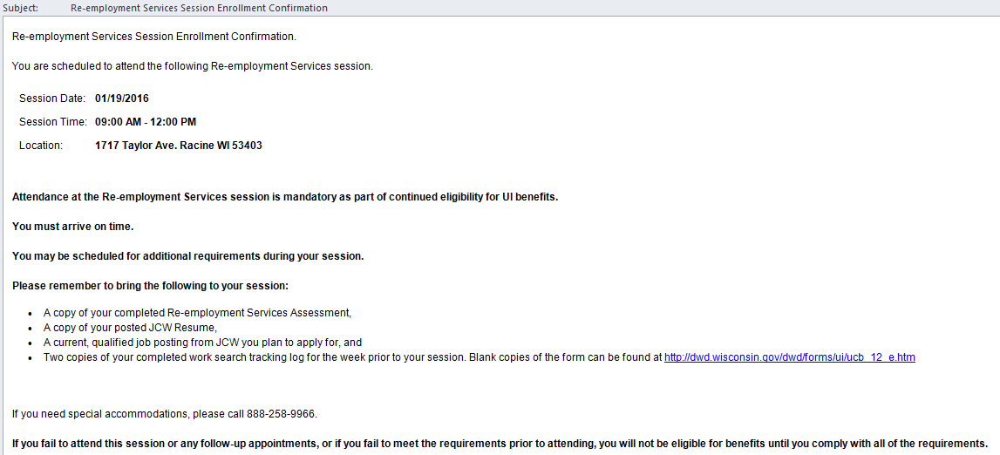 Subject: Re-employment Services Session Enrollment Confirmation
Re-employment Services Session Enrollment Confirmation.
You are scheduled to attend the following Re-employment Services session.
Session Date: 01/19/2016
Session Time: 09:00 AM - 12:00 PM
Location: 1717 Taylor Ave. Racine WI 53403
Attendance at the Re-employment Services session is mandatory as part of continued eligibility for UI benefits.
You must arrive on time.
You may be scheduled for additional requirements during your session.
Please remember to bring the following to your session:
• A copy of your completed Re-employment Services Assessment,
• A copy of your posted JCW Resume,
• A current, qualified job posting from JCW you plan to apply for, and
• Two copies of your completed work search tracking log for the week prior to your session. Blank copies of the form can be found at http://dwd.wisconsin.gov/dwd/forms/ui/ucb_12_e.htm
If you need special accommodations, please call 888-258-9966.
If you fail to attend this session or any follow-up appointments, or if you fail to meet the requirements prior to attending, you will not be eligible for benefits until you comply with all of the requirements.